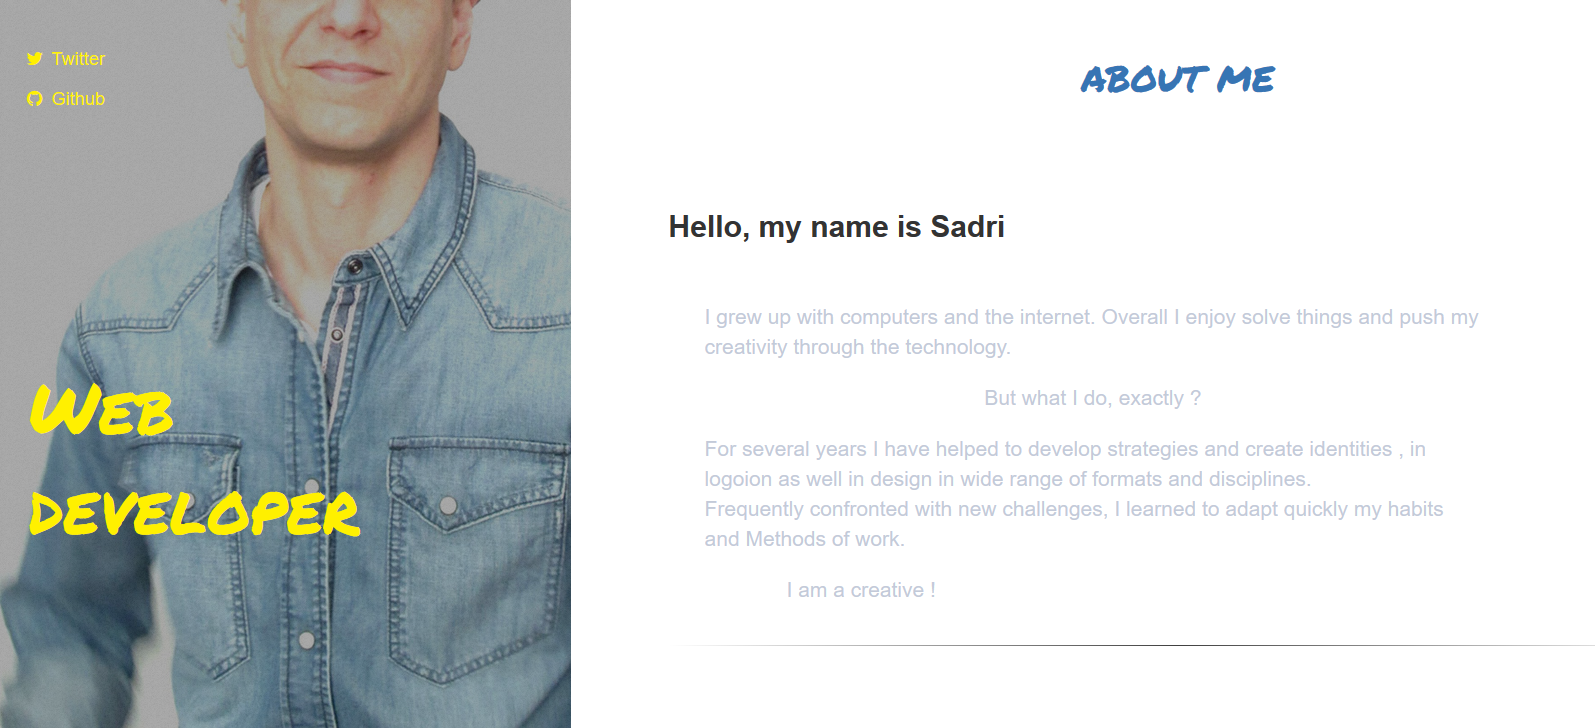 Twitter
Github
Web
developer
ABOUT ME
Hello, my name is Sadri
I grew up with computers and the internet. Overall I enjoy solve things and push my
creativity through the technology.
But what I do, exactly ?
For several years I have helped to develop strategies and create identities , in
logoion as well in design in wide range of formats and disciplines.
Frequently confronted with new challenges, I learned to adapt quickly my habits
and Methods of work.
I am a creative !